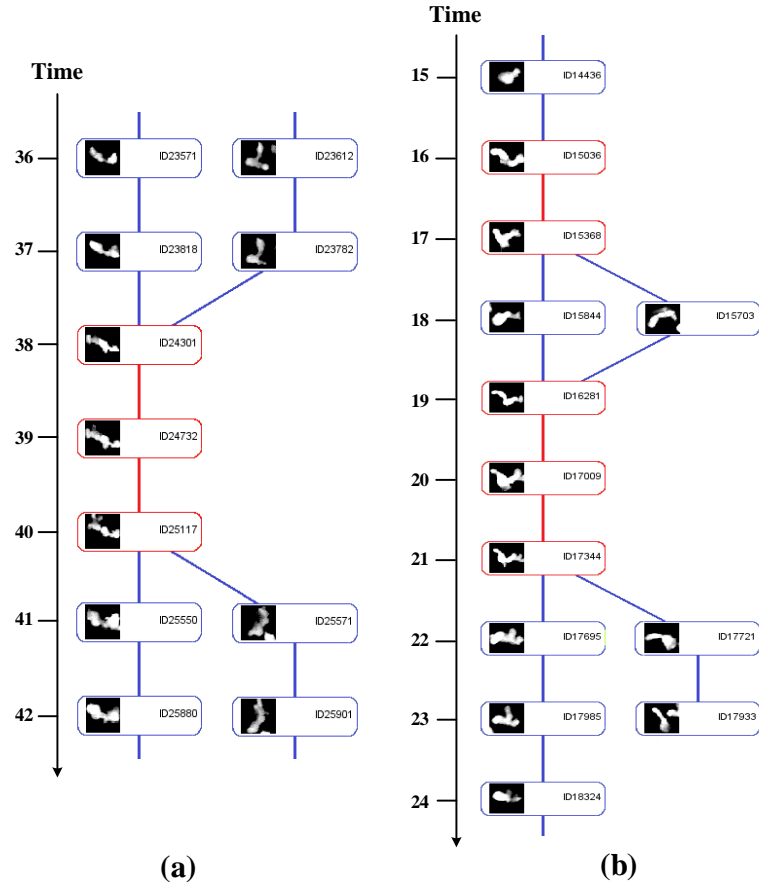 Time
36
ID23571
ID23612
37
ID23818
ID23782
38
ID24301
39
ID24732
40
ID25117
41
ID25550
ID25571
42
ID25880
ID25901
(a)
Time
15
ID14436
16
ID15036
17
ID15368
18
ID15844
ID15703
19
ID16281
20
ID17009
21
ID17344
22
ID17695
ID17721
23
ID17985
ID17933
24
ID18324
(b)